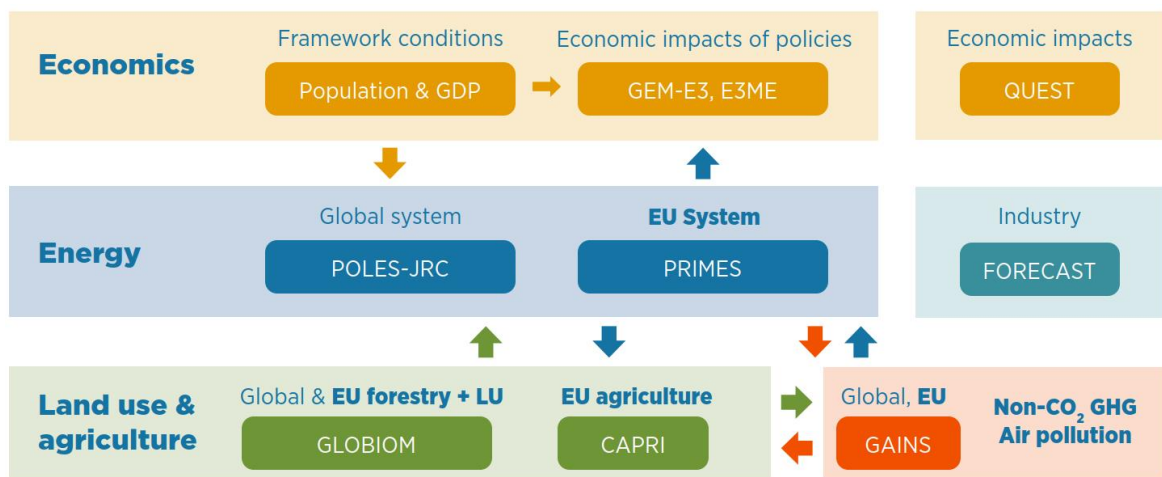 Economics
Framework conditions
Population & GDP
Economic impacts of policies
GEM-E3, E3ME
Economic impacts
QUEST
Energy
Global system
POLES-JRC
EU System
PRIMES
Industry
FORECAST
Land use &
agriculture
Global & EU forestry + LU
GLOBIOM
EU agriculture
CAPRI
Global, EU
GAINS
Non-CO₂ GHG
Air pollution